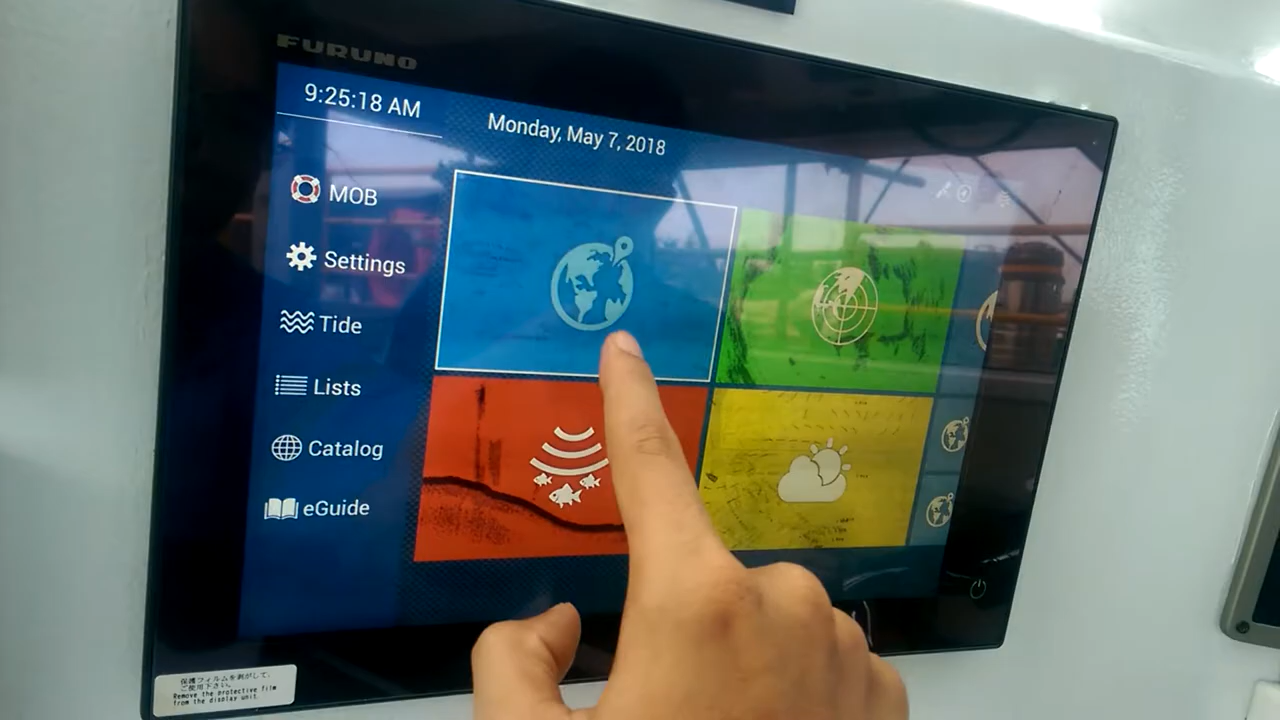 FURUNO
9:25:18 AM
Monday, May 7, 2018
MOB
Settings
Tide
Lists
Catalog
eGuide
保護フィルムを剥がして、
ご使用下さい。
Remove the protective film
from the display unit.